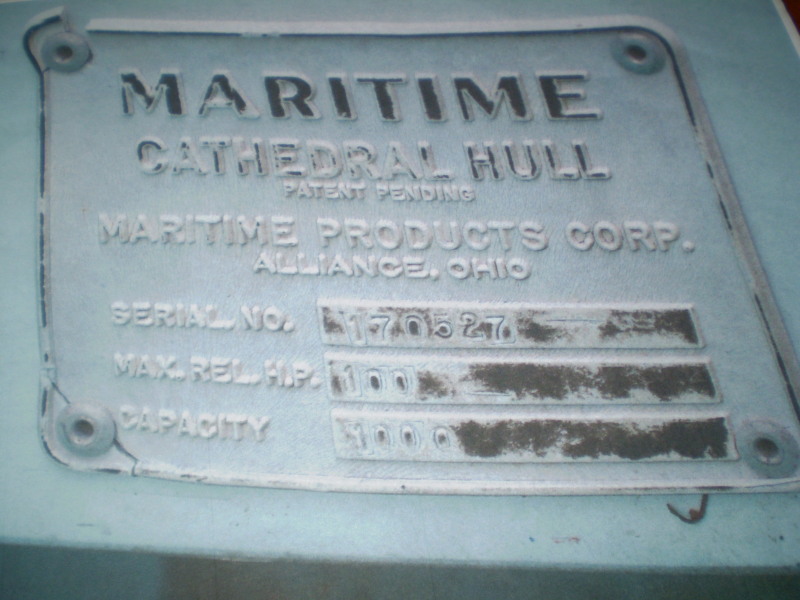 MARITIME
CATHEDRAL HULL
PATENT PENDING
MARITIME PRODUCTS CORP.
ALLIANCE, OHIO
SERIAL NO. 170527
MAX. REL. H.P. 100
CAPACITY 1000